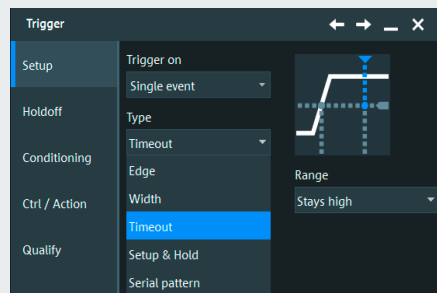 Trigger
Setup
Holdoff
Conditioning
Ctrl / Action
Qualify
Trigger on
Single event
Type
Timeout
Edge
Width
Timeout
Setup & Hold
Serial pattern
Range
Stays high